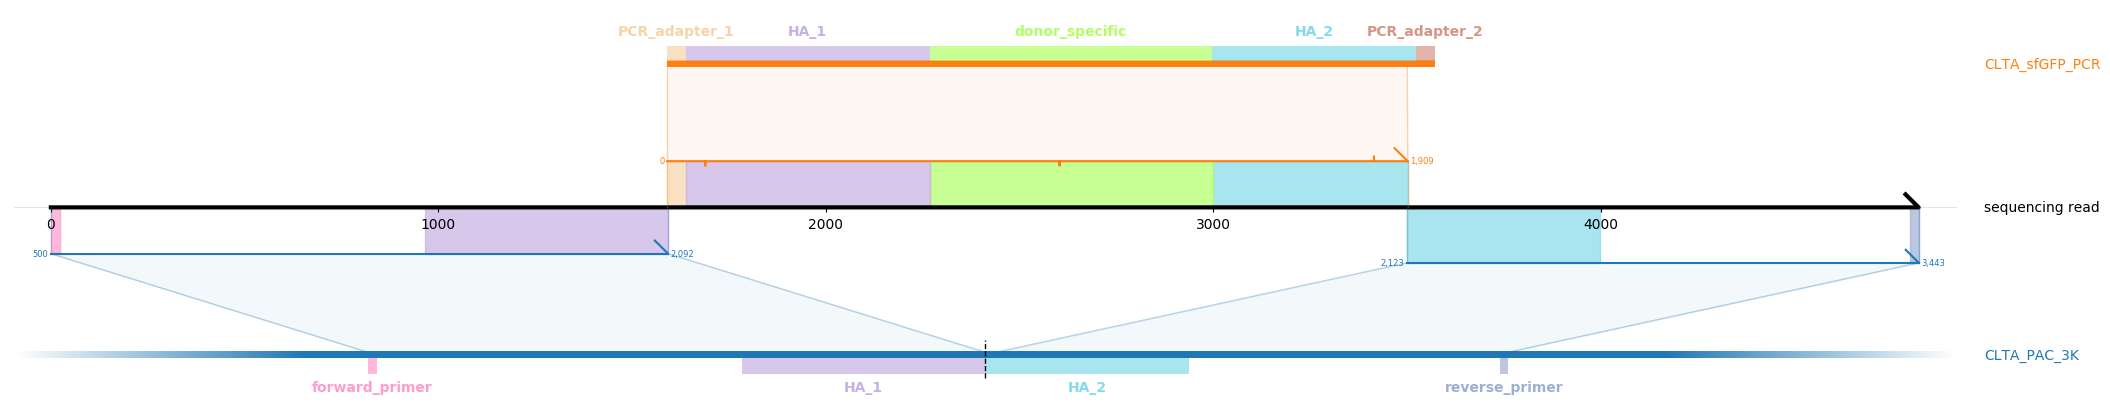 PCR_adapter_1 HA_1 donor_specific HA_2 PCR_adapter_2
CLTA_sfGFP_PCR
0 1,909
sequencing read
0 1000 2000 3000 4000
500 2,092
2,123 3,443
CLTA_PAC_3K
forward_primer HA_1 HA_2 reverse_primer